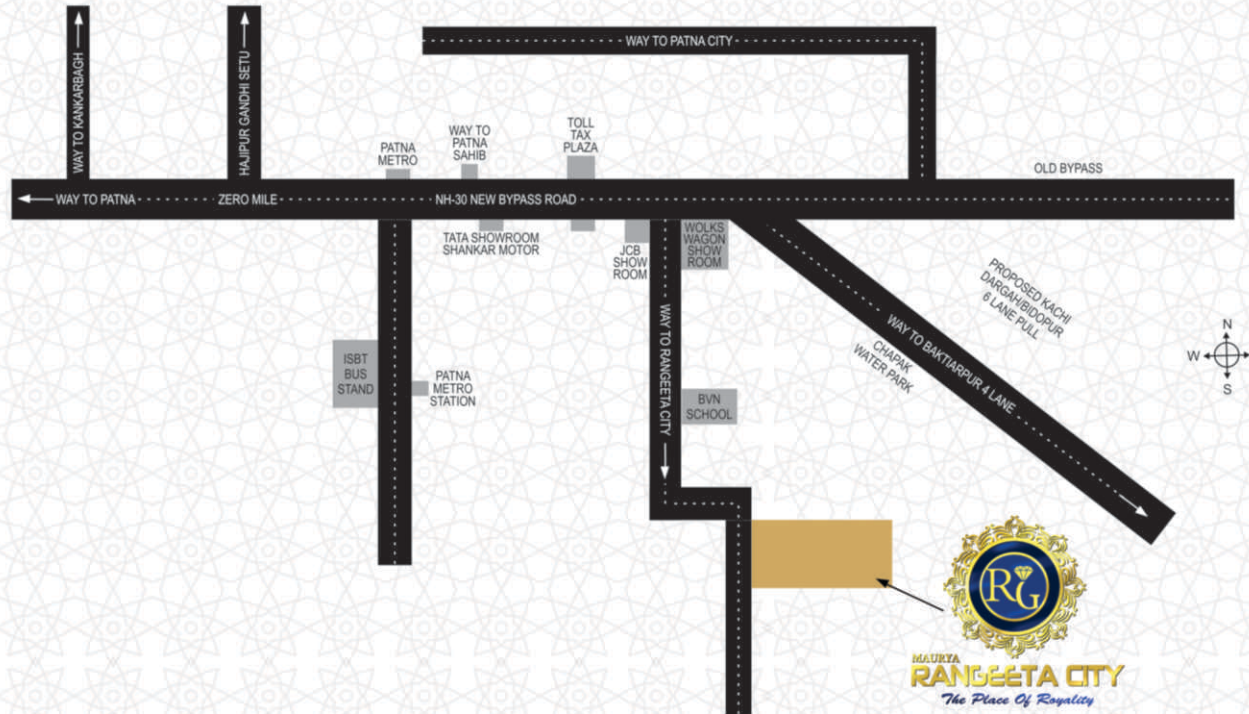 WAY TO KANKARBAGH
HAJIPUR GANDHI SETU
WAY TO PATNA CITY
PATNA
METRO
WAY TO
PATNA
SAHIB
TOLL
TAX
PLAZA
OLD BYPASS
WAY TO PATNA
ZERO MILE
NH-30 NEW BYPASS ROAD
TATA SHOWROOM
SHANKAR MOTOR
JCB
SHOW
ROOM
WOLKS
WAGON
SHOW
ROOM
WAY TO RANGEETA CITY
WAY TO BAKTIARPUR 4 LANE
PROPOSED KACHI
DARGAH/BIDOPUR
6 LANE PULL
CHAPAK
WATER PARK
N
W
S
ISBT
BUS
STAND
PATNA
METRO
STATION
BVN
SCHOOL
RG
MAURYA
RANGEETA CITY
The Place Of Royality